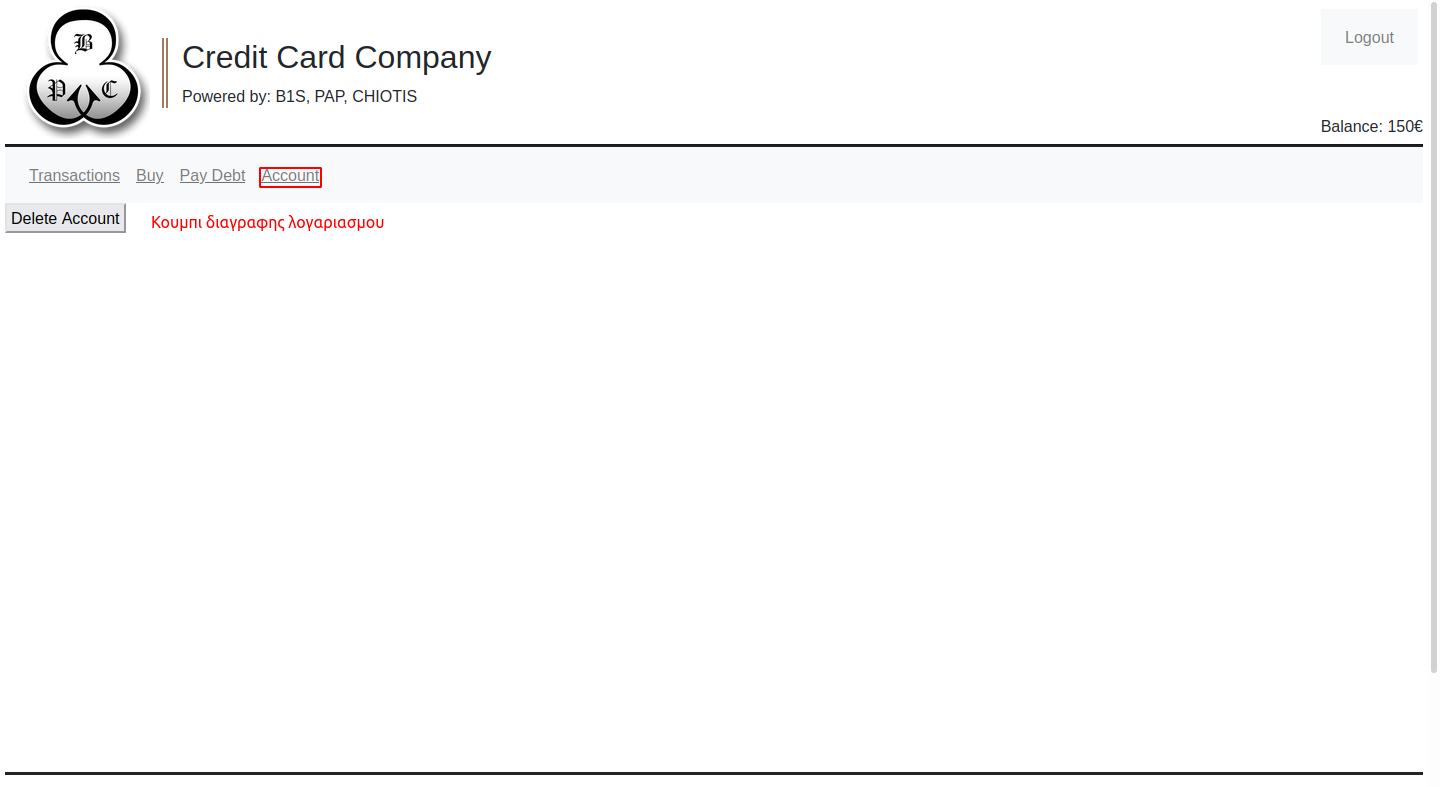 B
P C
Credit Card Company
Powered by: B1S, PAP, CHIOTIS
Logout
Balance: 150€
Transactions Buy Pay Debt Account
Delete Account Κουμπι διαγραφης λογαριασμου